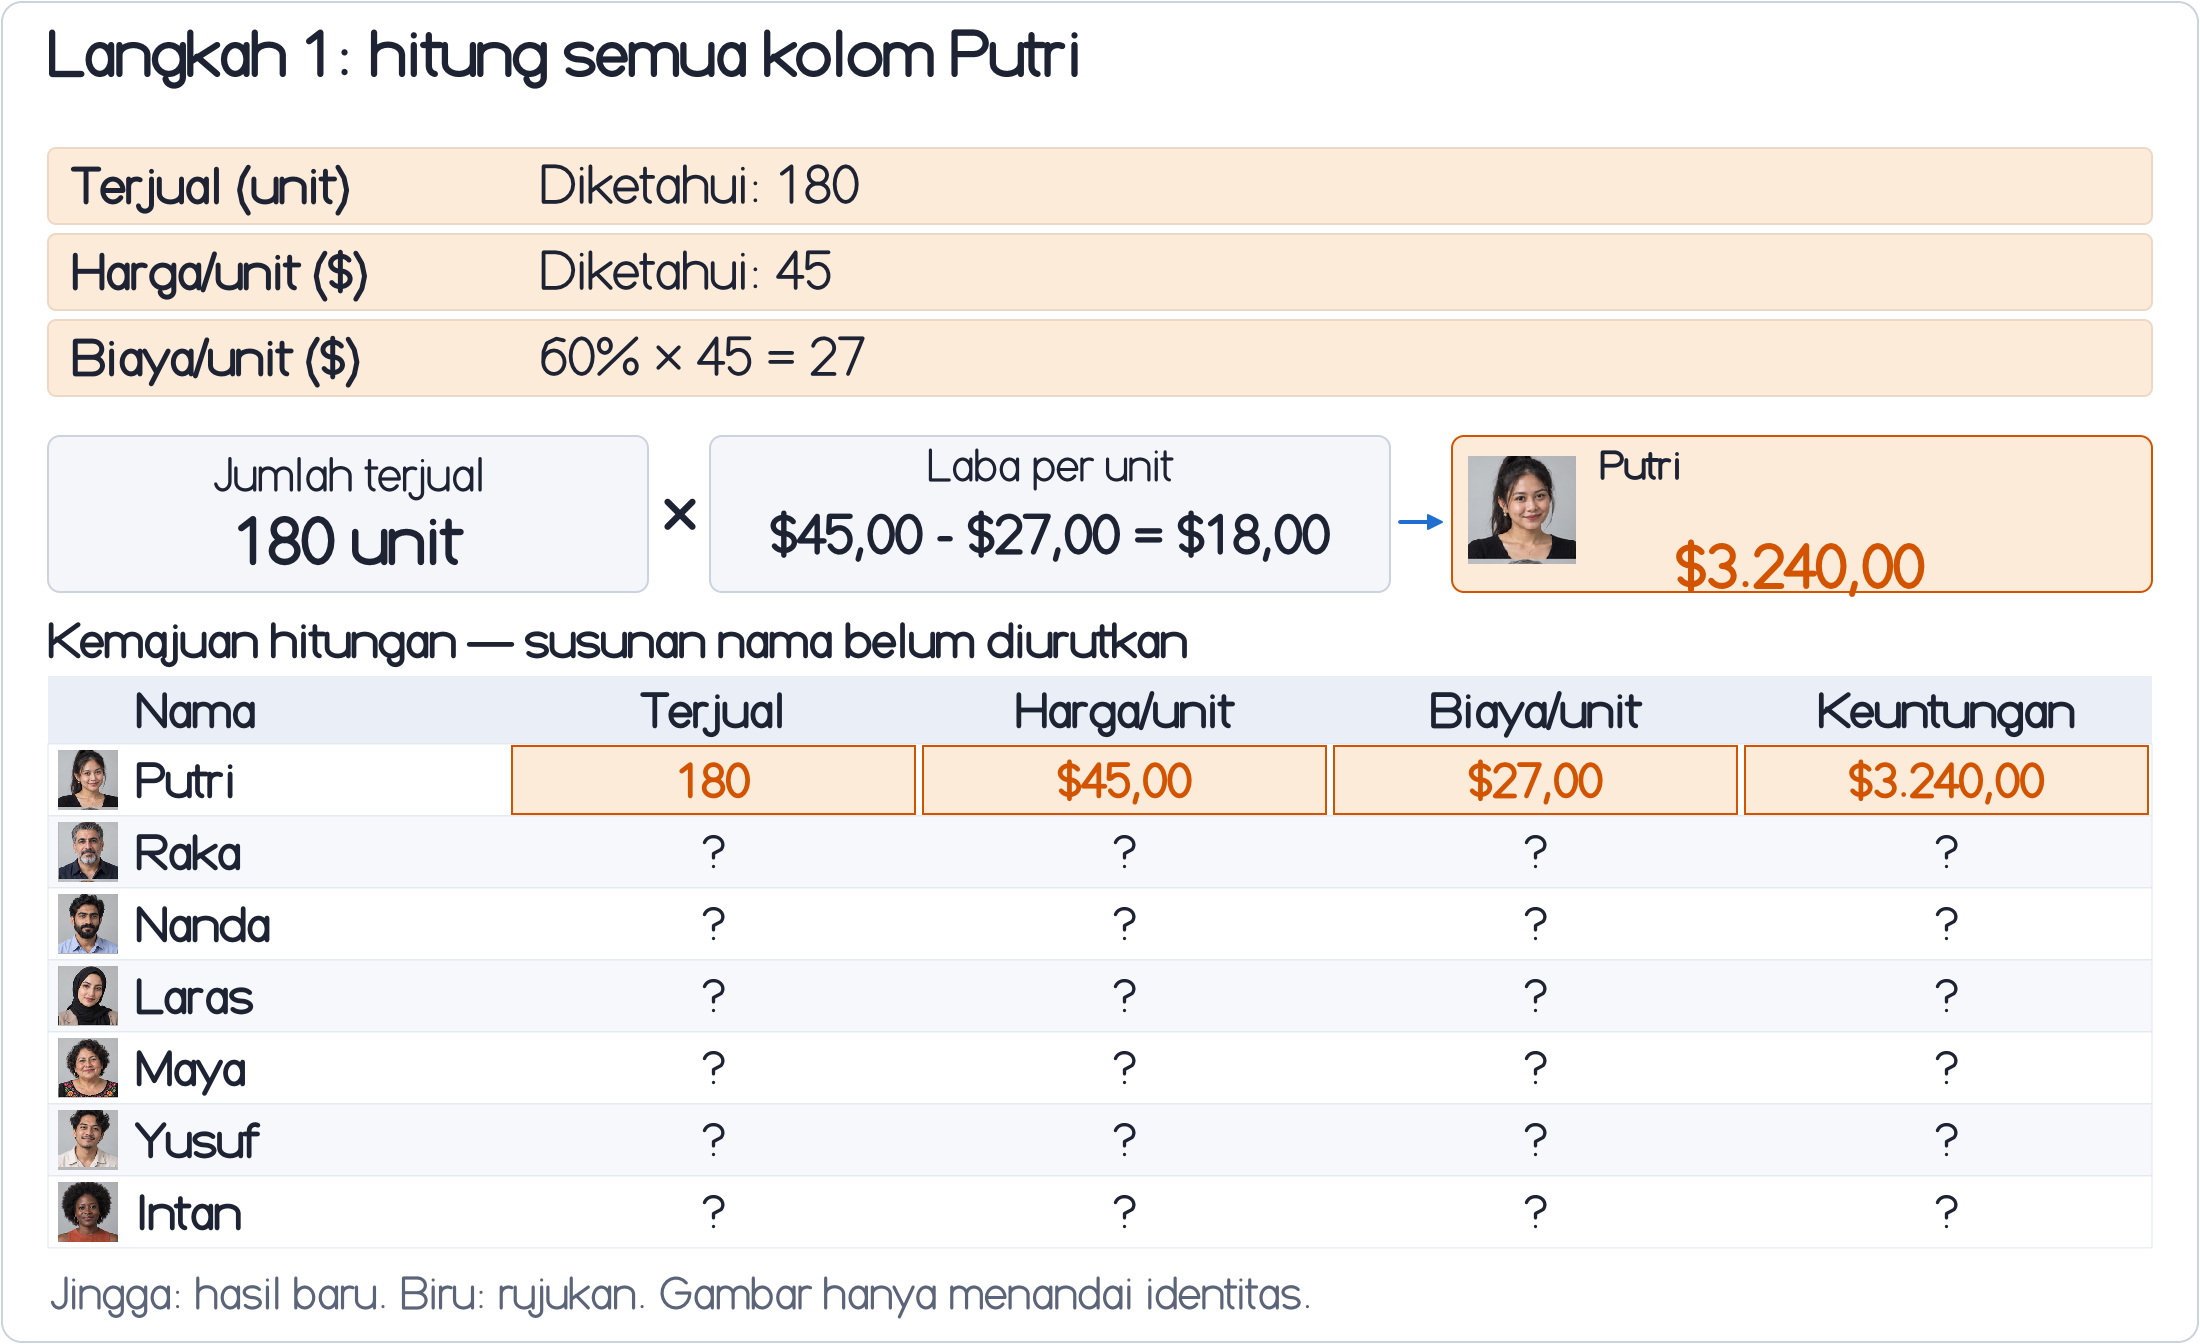 Langkah 1: hitung semua kolom Putri
Terjual (unit) Diketahui: 180
Harga/unit ($) Diketahui: 45
Biaya/unit ($) 60% × 45 = 27
Jumlah terjual
180 unit
×
Laba per unit
$45,00 - $27,00 = $18,00
Putri
$3.240,00
Kemajuan hitungan — susunan nama belum diurutkan
Nama Terjual Harga/unit Biaya/unit Keuntungan
Putri 180 $45,00 $27,00 $3.240,00
Raka ? ? ? ?
Nanda ? ? ? ?
Laras ? ? ? ?
Maya ? ? ? ?
Yusuf ? ? ? ?
Intan ? ? ? ?
Jingga: hasil baru. Biru: rujukan. Gambar hanya menandai identitas.